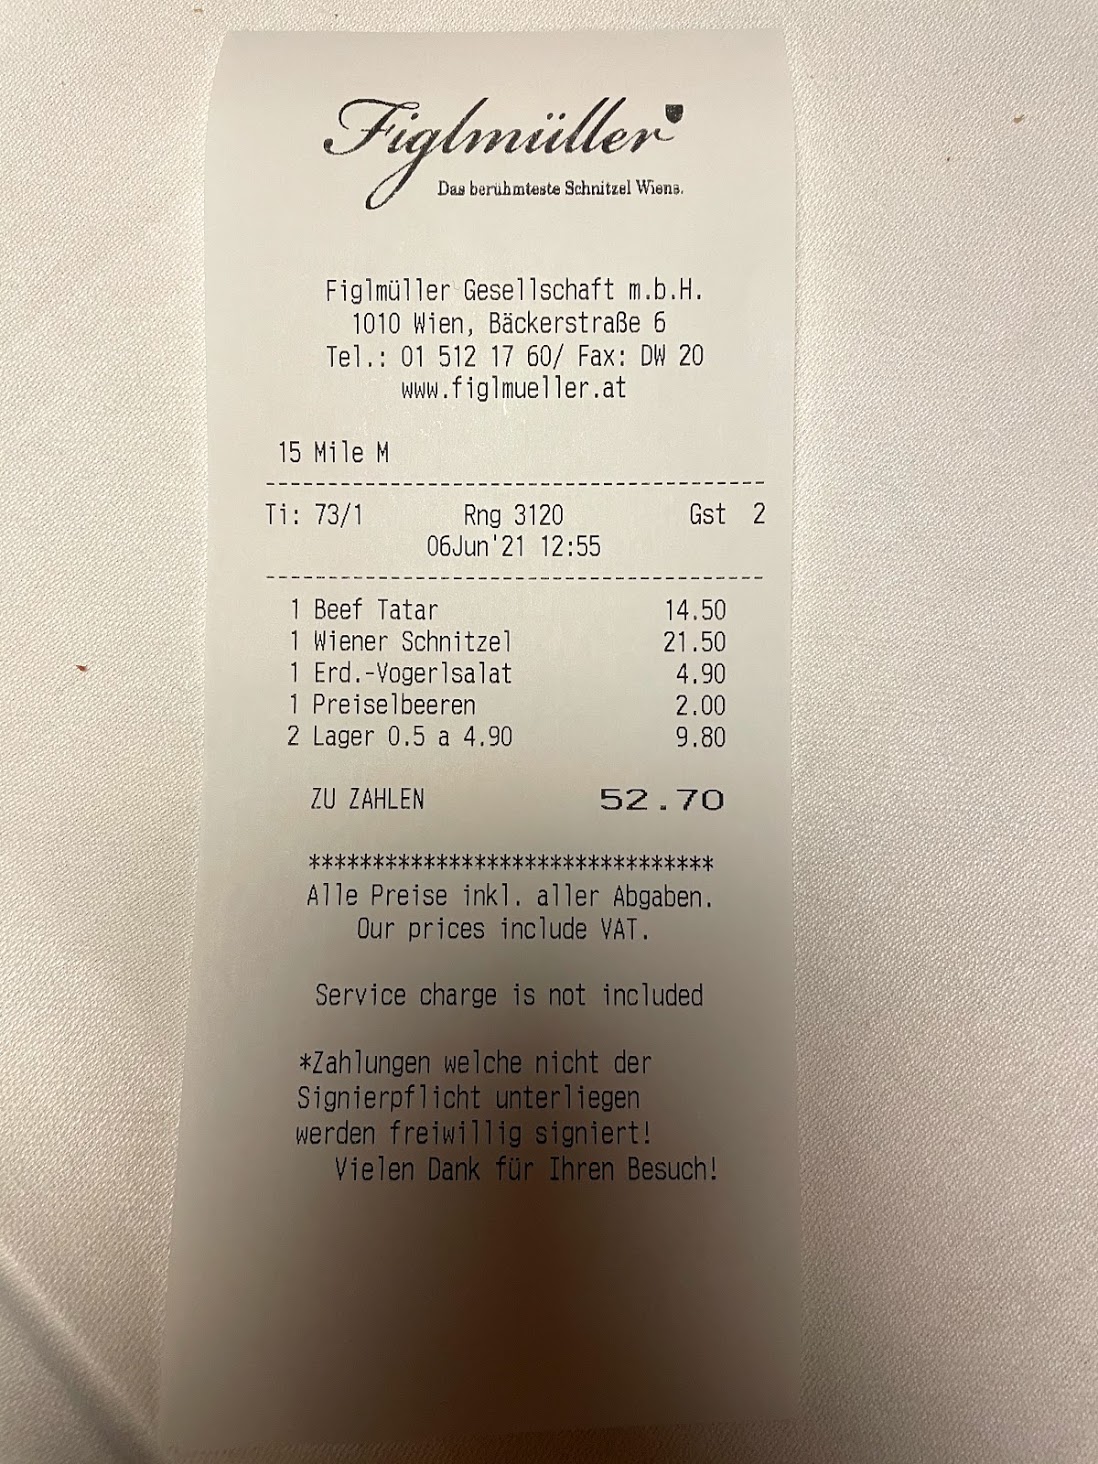 Figlmüller
Das berühmteste Schnitzel Wiens.
Figlmüller Gesellschaft m.b.H.
1010 Wien, Bäckerstraße 6
Tel.: 01 512 17 60/ Fax: DW 20
www.figlmueller.at
15 Mile M
----------------------------------------
Ti: 73/1 Rng 3120 Gst 2
06Jun'21 12:55
----------------------------------------
1 Beef Tatar 14.50
1 Wiener Schnitzel 21.50
1 Erd.-Vogerlsalat 4.90
1 Preiselbeeren 2.00
2 Lager 0.5 a 4.90 9.80
ZU ZAHLEN 52.70
********************************
Alle Preise inkl. aller Abgaben.
Our prices include VAT.
Service charge is not included
*Zahlungen welche nicht der
Signierpflicht unterliegen
werden freiwillig signiert!
Vielen Dank für Ihren Besuch!